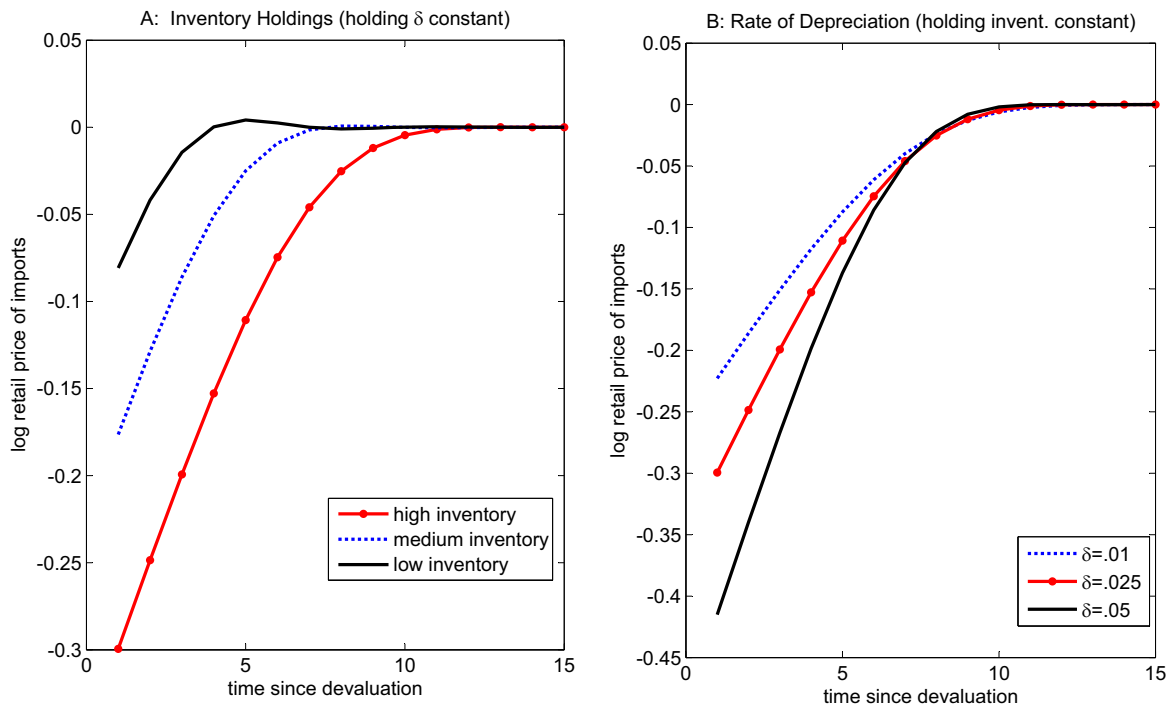 A:  Inventory Holdings (holding δ constant)
0.05
0
-0.05
-0.1
-0.15
-0.2
-0.25
-0.3
log retail price of imports
high inventory
medium inventory
low inventory
0
5
10
15
time since devaluation
B: Rate of Depreciation (holding invent. constant)
0.05
0
-0.05
-0.1
-0.15
-0.2
-0.25
-0.3
-0.35
-0.4
-0.45
log retail price of imports
δ=.01
δ=.025
δ=.05
0
5
10
15
time since devaluation